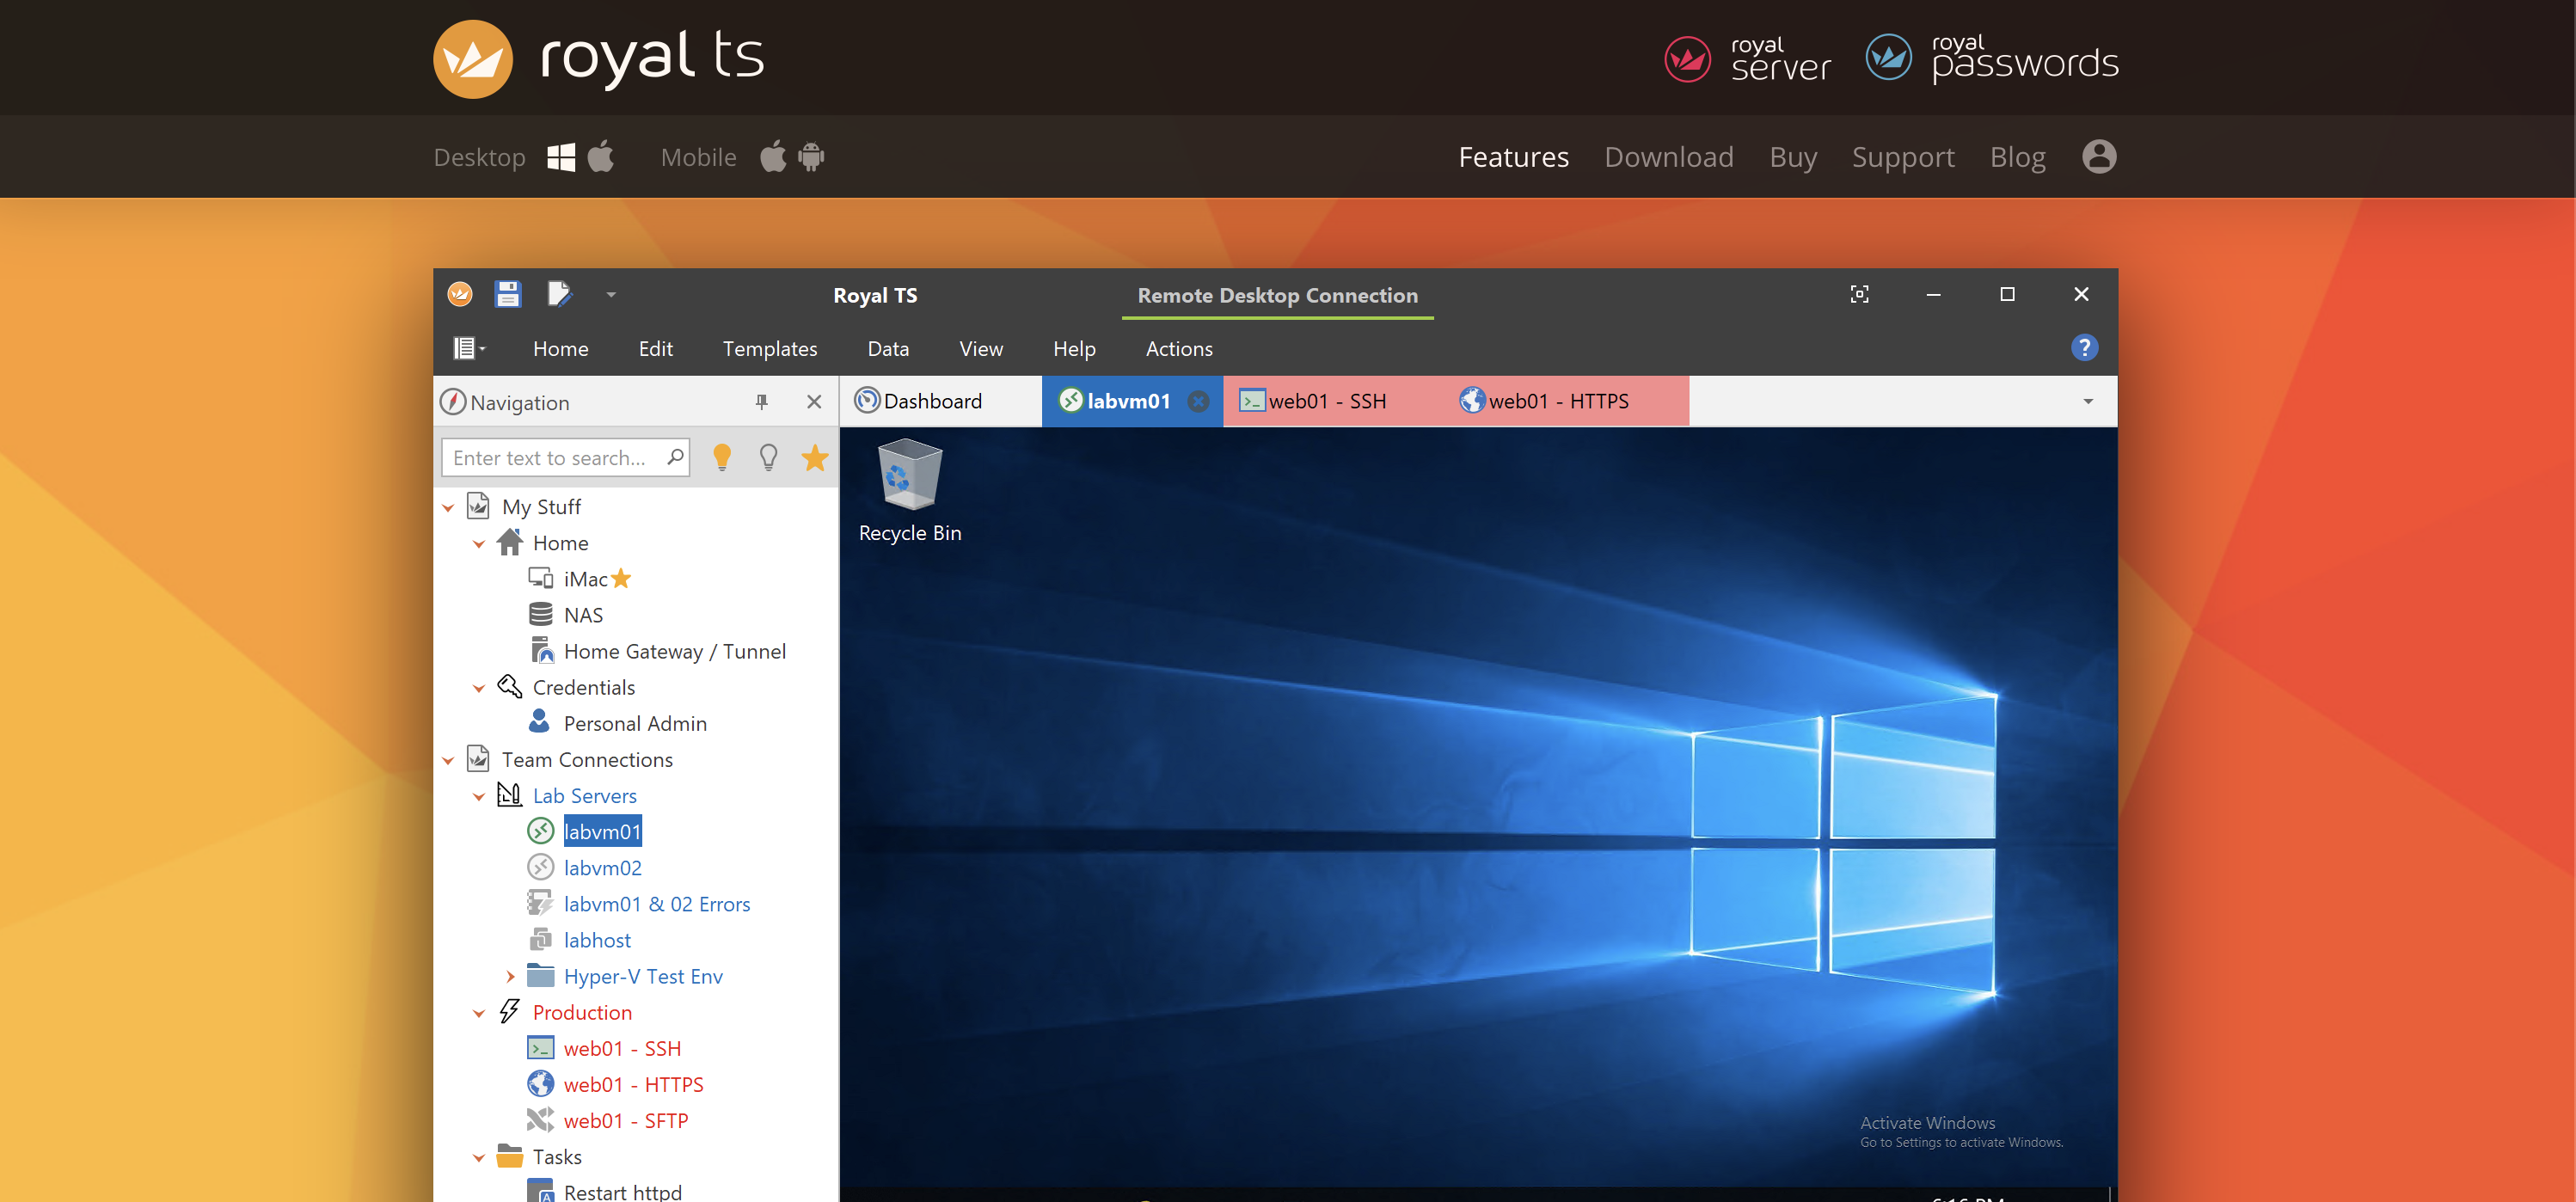 royal ts
royal server
royal passwords
Desktop Mobile
Features Download Buy Support Blog
Royal TS Remote Desktop Connection
Home Edit Templates Data View Help Actions
Navigation
Dashboard labvm01 web01 - SSH web01 - HTTPS
Enter text to search...
My Stuff
Home
iMac
NAS
Home Gateway / Tunnel
Credentials
Personal Admin
Team Connections
Lab Servers
labvm01
labvm02
labvm01 & 02 Errors
labhost
Hyper-V Test Env
Production
web01 - SSH
web01 - HTTPS
web01 - SFTP
Tasks
Restart httpd
Recycle Bin
Activate Windows
Go to Settings to activate Windows.